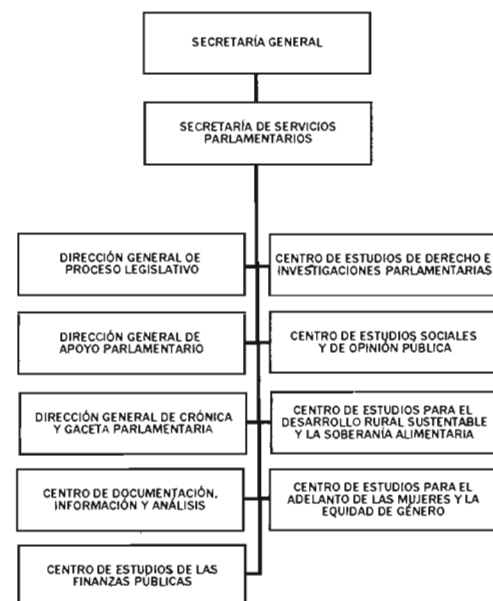 SECRETARÍA GENERAL
SECRETARÍA DE SERVICIOS
PARLAMENTARIOS
DIRECCIÓN GENERAL DE
PROCESO LEGISLATIVO
CENTRO DE ESTUDIOS DE DERECHO E
INVESTIGACIONES PARLAMENTARIAS
DIRECCIÓN GENERAL DE
APOYO PARLAMENTARIO
CENTRO DE ESTUDIOS SOCIALES
Y DE OPINIÓN PÚBLICA
DIRECCIÓN GENERAL DE CRÓNICA
Y GACETA PARLAMENTARIA
CENTRO DE ESTUDIOS PARA EL
DESARROLLO RURAL SUSTENTABLE
Y LA SOBERANÍA ALIMENTARIA
CENTRO DE DOCUMENTACIÓN,
INFORMACIÓN Y ANÁLISIS
CENTRO DE ESTUDIOS PARA EL
ADELANTO DE LAS MUJERES Y LA
EQUIDAD DE GÉNERO
CENTRO DE ESTUDIOS DE LAS
FINANZAS PÚBLICAS